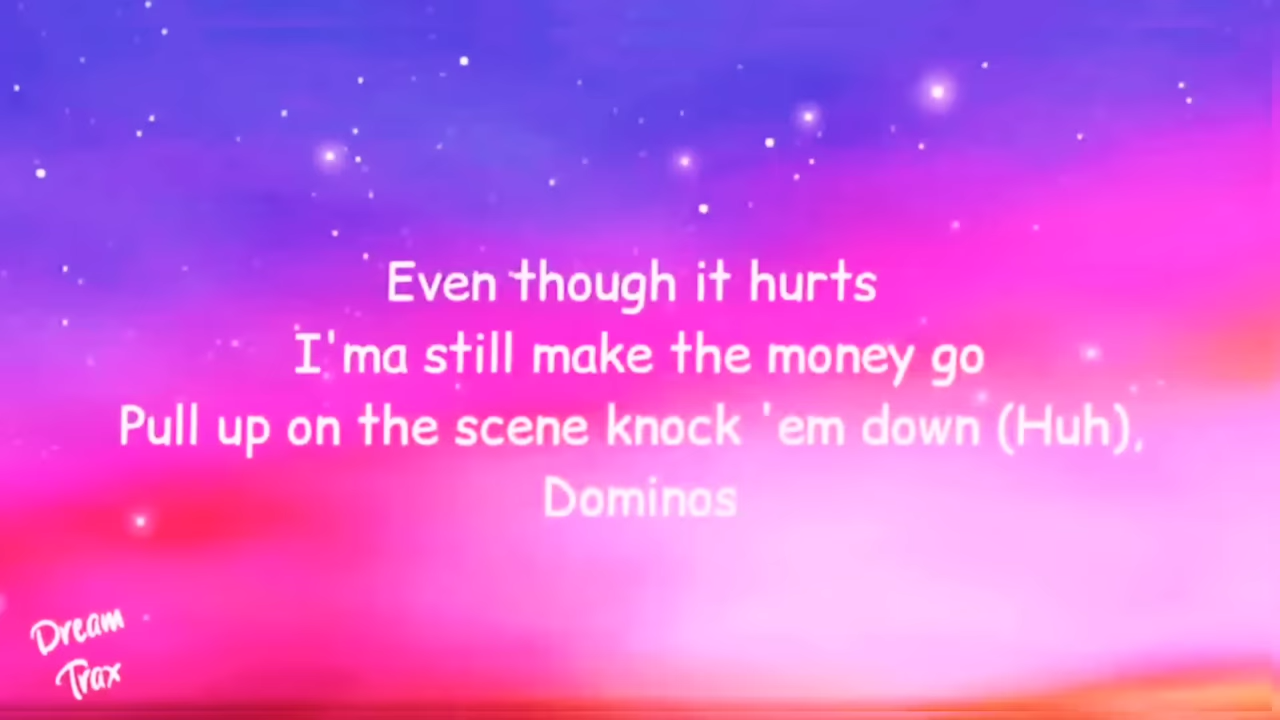 Even though it hurts
I'ma still make the money go
Pull up on the scene knock 'em down (Huh),
Dominos
Dream
Trax